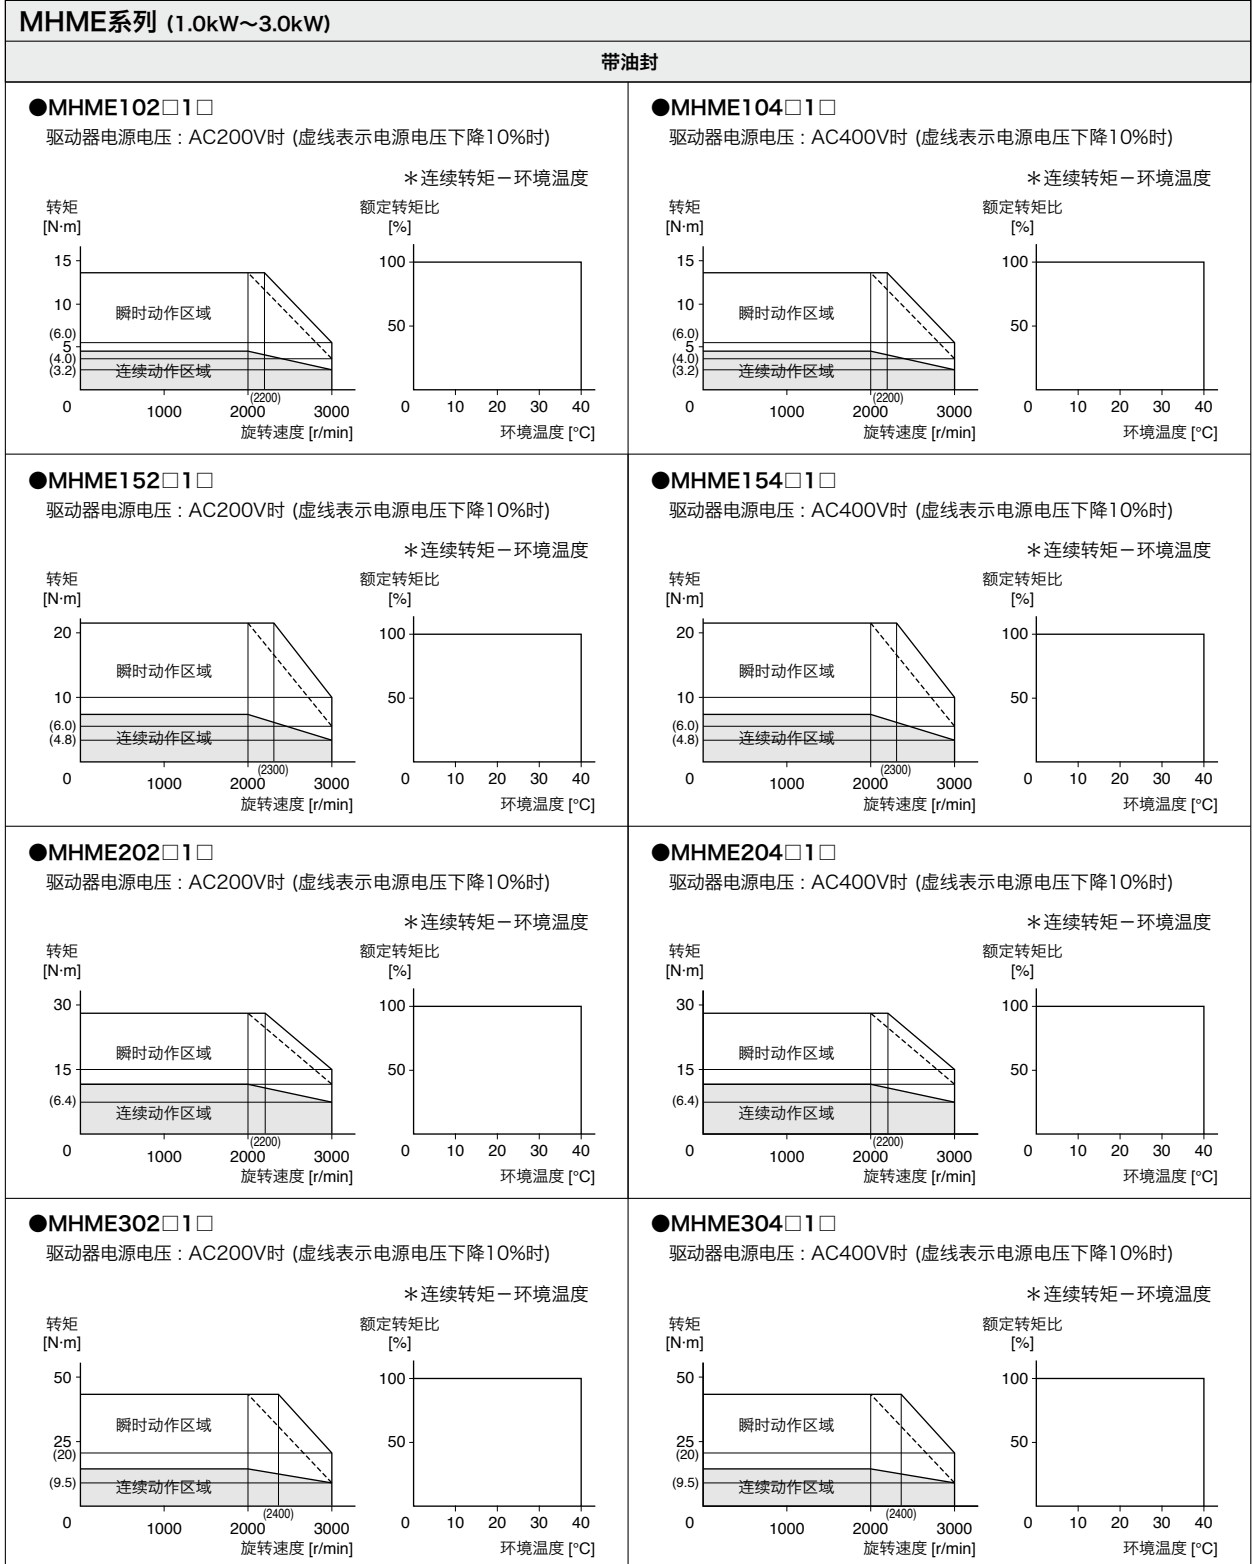 MHME系列 (1.0kW～3.0kW)
带油封
●MHME102□1□
驱动器电源电压：AC200V时 (虚线表示电源电压下降10%时)
＊连续转矩－环境温度
转矩
[N·m]
15
10
(6.0)
5
(4.0)
(3.2)
瞬时动作区域
连续动作区域
0
1000
2000
(2200)
3000
旋转速度 [r/min]
额定转矩比
[%]
100
50
0 10 20 30 40
环境温度 [°C]
●MHME104□1□
驱动器电源电压：AC400V时 (虚线表示电源电压下降10%时)
＊连续转矩－环境温度
转矩
[N·m]
15
10
(6.0)
5
(4.0)
(3.2)
瞬时动作区域
连续动作区域
0
1000
2000
(2200)
3000
旋转速度 [r/min]
额定转矩比
[%]
100
50
0 10 20 30 40
环境温度 [°C]
●MHME152□1□
驱动器电源电压：AC200V时 (虚线表示电源电压下降10%时)
＊连续转矩－环境温度
转矩
[N·m]
20
10
(6.0)
(4.8)
瞬时动作区域
连续动作区域
0
1000
2000
(2300)
3000
旋转速度 [r/min]
额定转矩比
[%]
100
50
0 10 20 30 40
环境温度 [°C]
●MHME154□1□
驱动器电源电压：AC400V时 (虚线表示电源电压下降10%时)
＊连续转矩－环境温度
转矩
[N·m]
20
10
(6.0)
(4.8)
瞬时动作区域
连续动作区域
0
1000
2000
(2300)
3000
旋转速度 [r/min]
额定转矩比
[%]
100
50
0 10 20 30 40
环境温度 [°C]
●MHME202□1□
驱动器电源电压：AC200V时 (虚线表示电源电压下降10%时)
＊连续转矩－环境温度
转矩
[N·m]
30
15
(6.4)
瞬时动作区域
连续动作区域
0
1000
2000
(2200)
3000
旋转速度 [r/min]
额定转矩比
[%]
100
50
0 10 20 30 40
环境温度 [°C]
●MHME204□1□
驱动器电源电压：AC400V时 (虚线表示电源电压下降10%时)
＊连续转矩－环境温度
转矩
[N·m]
30
15
(6.4)
瞬时动作区域
连续动作区域
0
1000
2000
(2200)
3000
旋转速度 [r/min]
额定转矩比
[%]
100
50
0 10 20 30 40
环境温度 [°C]
●MHME302□1□
驱动器电源电压：AC200V时 (虚线表示电源电压下降10%时)
＊连续转矩－环境温度
转矩
[N·m]
50
25
(20)
(9.5)
瞬时动作区域
连续动作区域
0
1000
2000
(2400)
3000
旋转速度 [r/min]
额定转矩比
[%]
100
50
0 10 20 30 40
环境温度 [°C]
●MHME304□1□
驱动器电源电压：AC400V时 (虚线表示电源电压下降10%时)
＊连续转矩－环境温度
转矩
[N·m]
50
25
(20)
(9.5)
瞬时动作区域
连续动作区域
0
1000
2000
(2400)
3000
旋转速度 [r/min]
额定转矩比
[%]
100
50
0 10 20 30 40
环境温度 [°C]